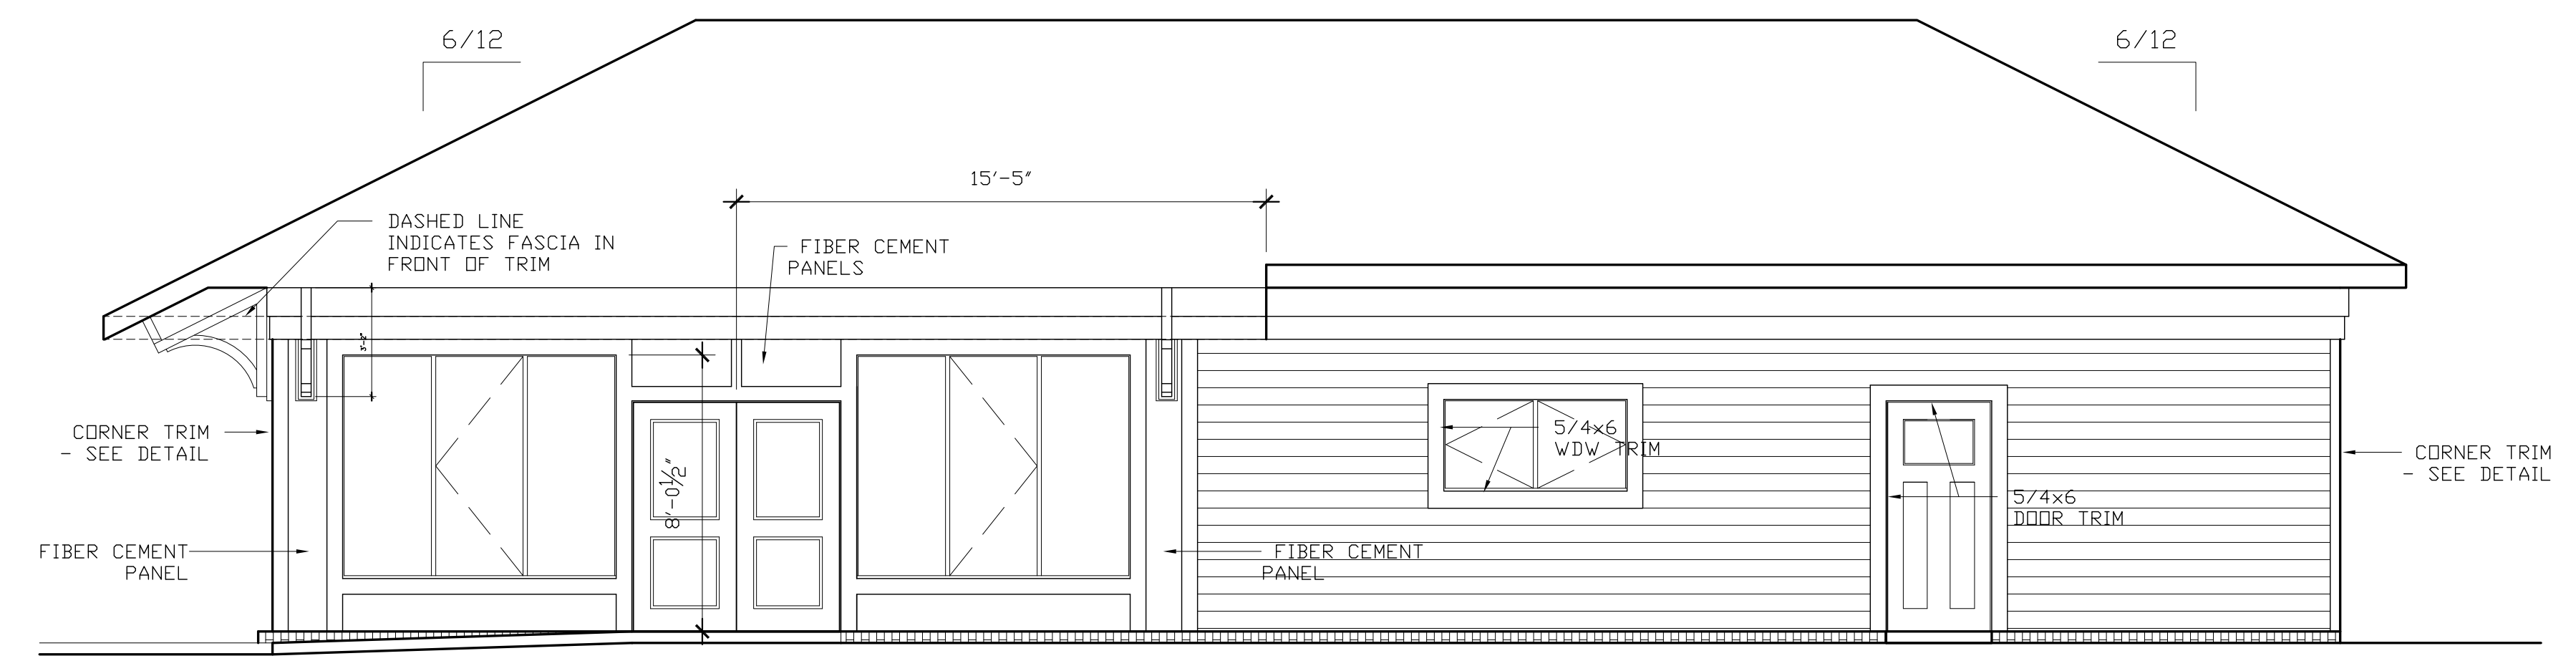 6/12
6/12
15'-5"
DASHED LINE
INDICATES FASCIA IN
FRONT OF TRIM
FIBER CEMENT
PANELS
3'-2"
CORNER TRIM
- SEE DETAIL
5/4x6
WDW TRIM
CORNER TRIM
- SEE DETAIL
8'-0½"
5/4x6
DOOR TRIM
FIBER CEMENT
PANEL
FIBER CEMENT
PANEL